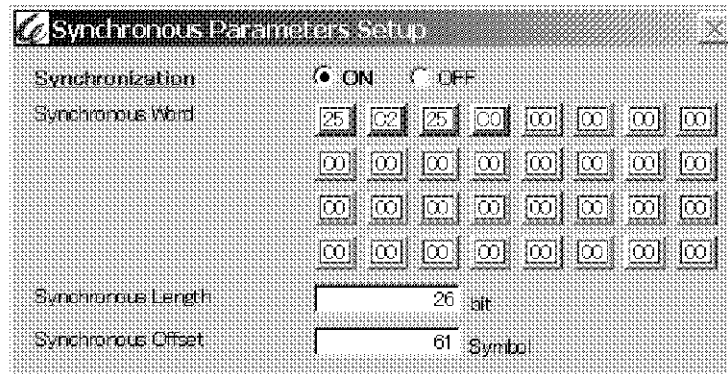 Synchronous Parameters Setup
Synchronization ON OFF
Synchronous Word 25 C2 25 C0 00 00 00 00
00 00 00 00 00 00 00 00
00 00 00 00 00 00 00 00
00 00 00 00 00 00 00 00
Synchronous Length 26 bit
Synchronous Offset 61 Symbol